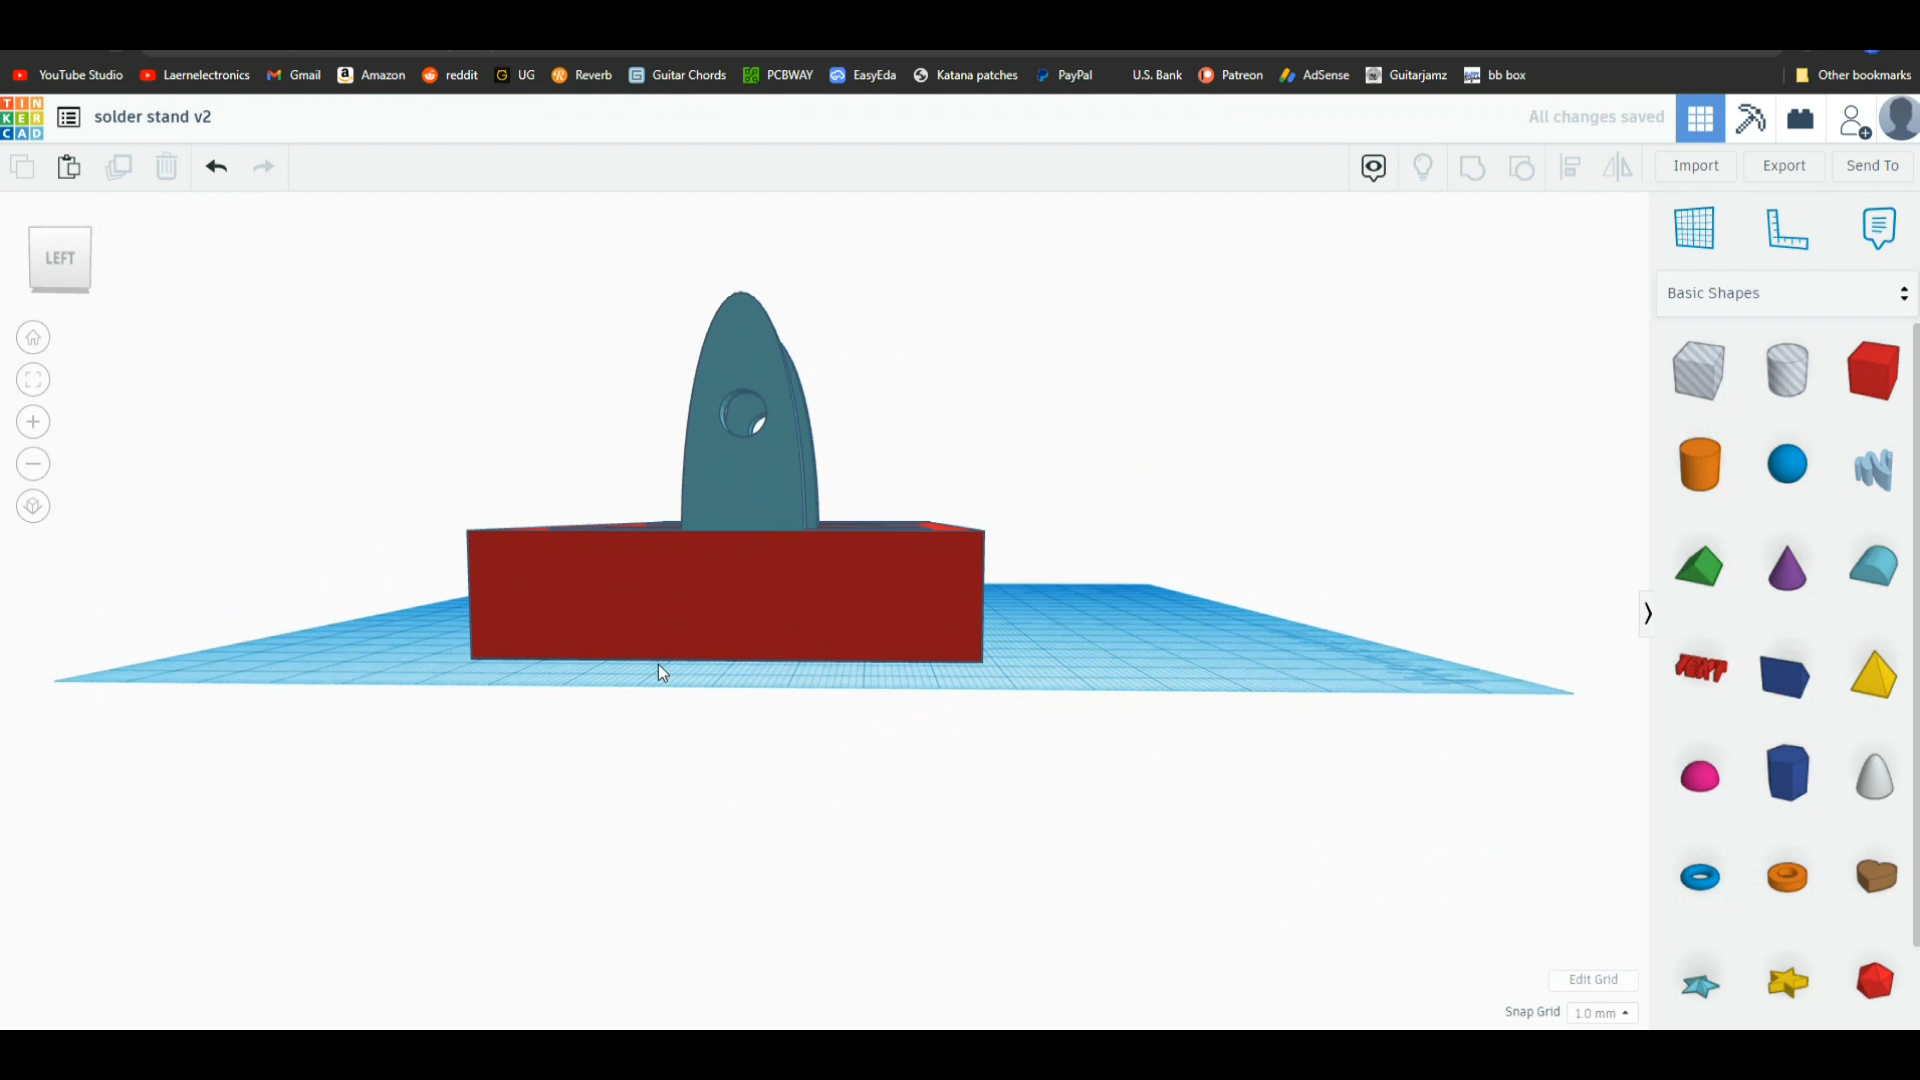 YouTube Studio Laernelectronics Gmail Amazon reddit UG Reverb Guitar Chords PCBWAY EasyEda Katana patches PayPal U.S. Bank Patreon AdSense Guitarjamz bb box Other bookmarks
TIN
KER
CAD
solder stand v2
All changes saved
Import Export Send To
LEFT
Basic Shapes
TEXT
Edit Grid
Snap Grid 1.0 mm